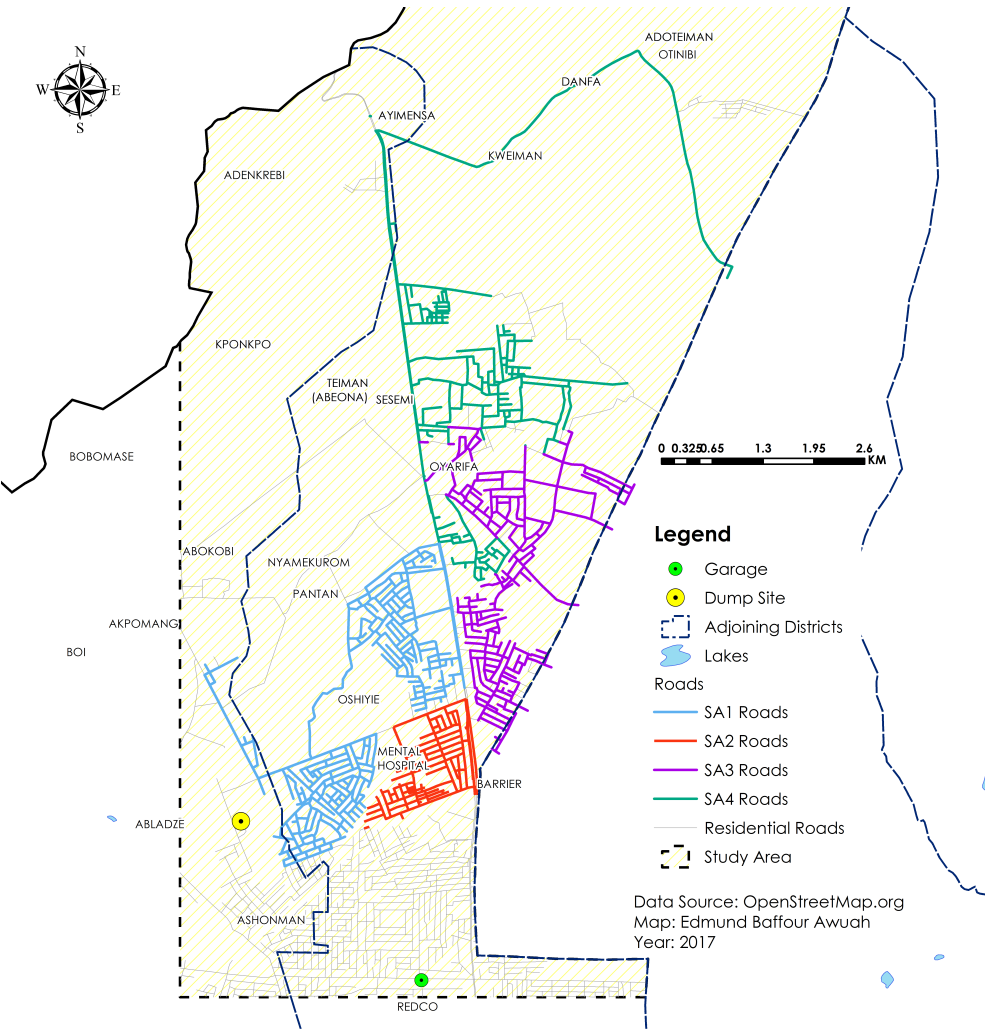 ADOTEIMAN
OTINIBI
N
DANFA
W E
S
AYIMENSA
KWEIMAN
ADENKREBI
KPONKPO
TEIMAN
(ABEONA)
SESEMI
BOBOMASE
OYARIFA
0 0.325 0.65 1.3 1.95 2.6
KM
Legend
ABOKOBI
NYAMEKUROM
Garage
PANTAN
Dump Site
AKPOMANG
Adjoining Districts
BOI
Lakes
Roads
OSHIYIE
SA1 Roads
SA2 Roads
MENTAL
HOSPITAL
SA3 Roads
BARRIER
SA4 Roads
ABLADZE
Residential Roads
Study Area
Data Source: OpenStreetMap.org
ASHONMAN
Map: Edmund Baffour Awuah
Year: 2017
REDCO